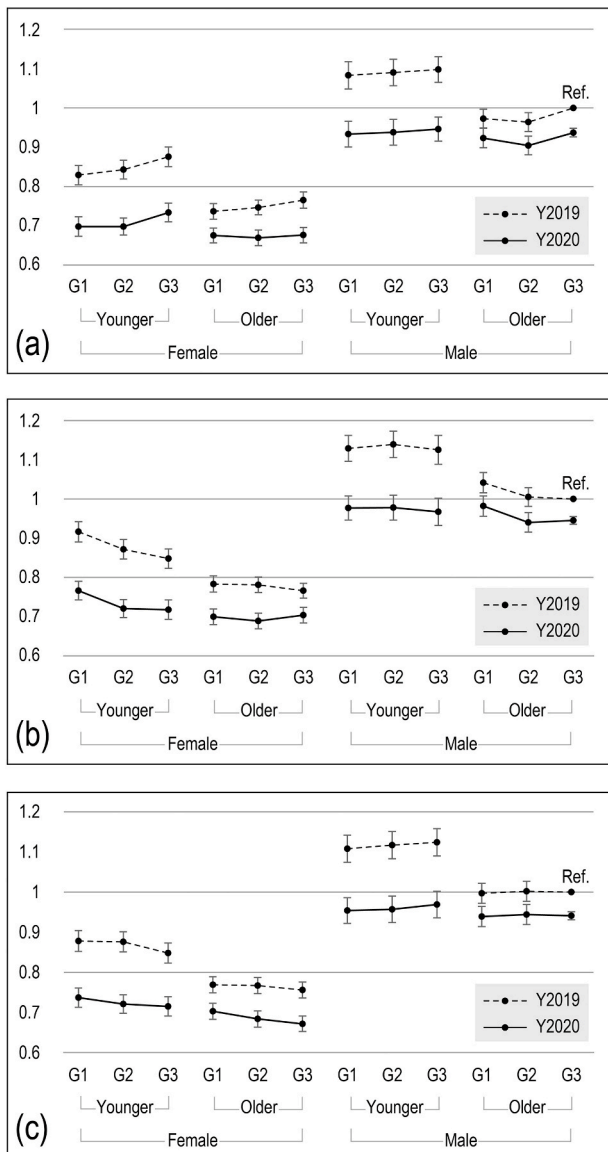 1.2
1.1
1
0.9
0.8
0.7
0.6
Ref.
Y2019
Y2020
G1 G2 G3 G1 G2 G3 G1 G2 G3 G1 G2 G3
Younger Older Younger Older
Female Male
(a)
1.2
1.1
1
0.9
0.8
0.7
0.6
Ref.
Y2019
Y2020
G1 G2 G3 G1 G2 G3 G1 G2 G3 G1 G2 G3
Younger Older Younger Older
Female Male
(b)
1.2
1.1
1
0.9
0.8
0.7
0.6
Ref.
Y2019
Y2020
G1 G2 G3 G1 G2 G3 G1 G2 G3 G1 G2 G3
Younger Older Younger Older
Female Male
(c)